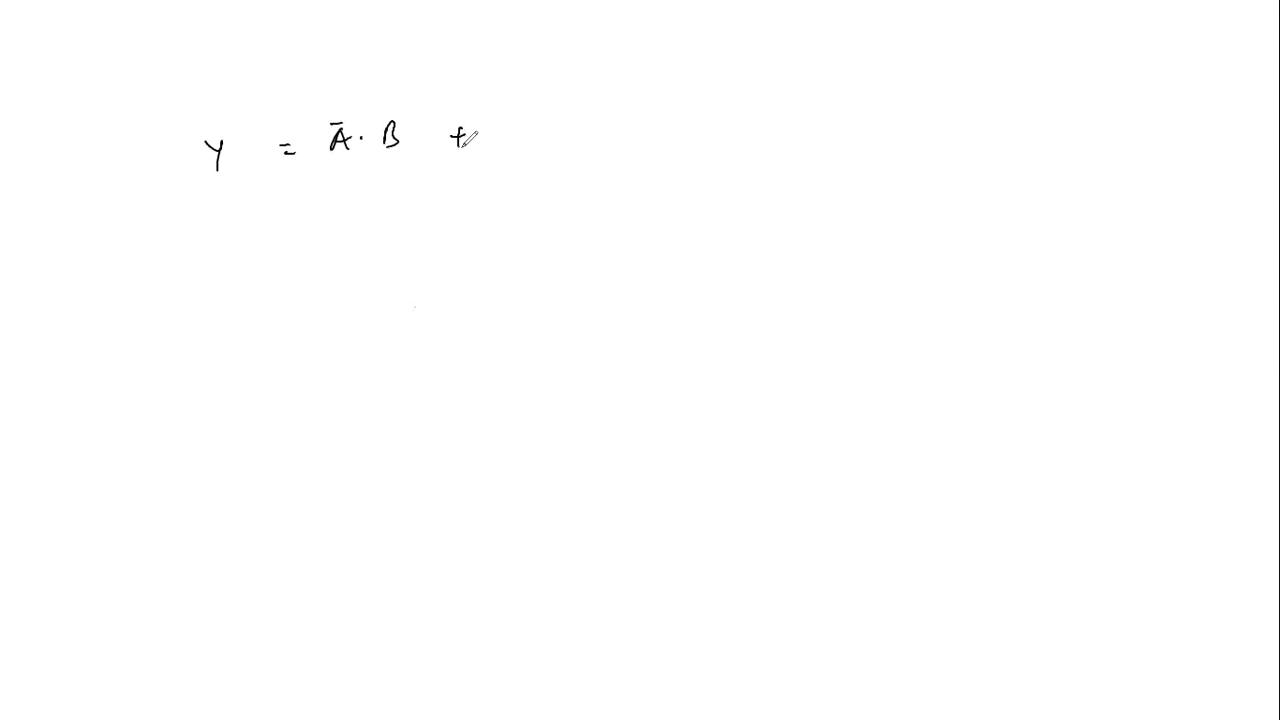 Y = Ā · B +